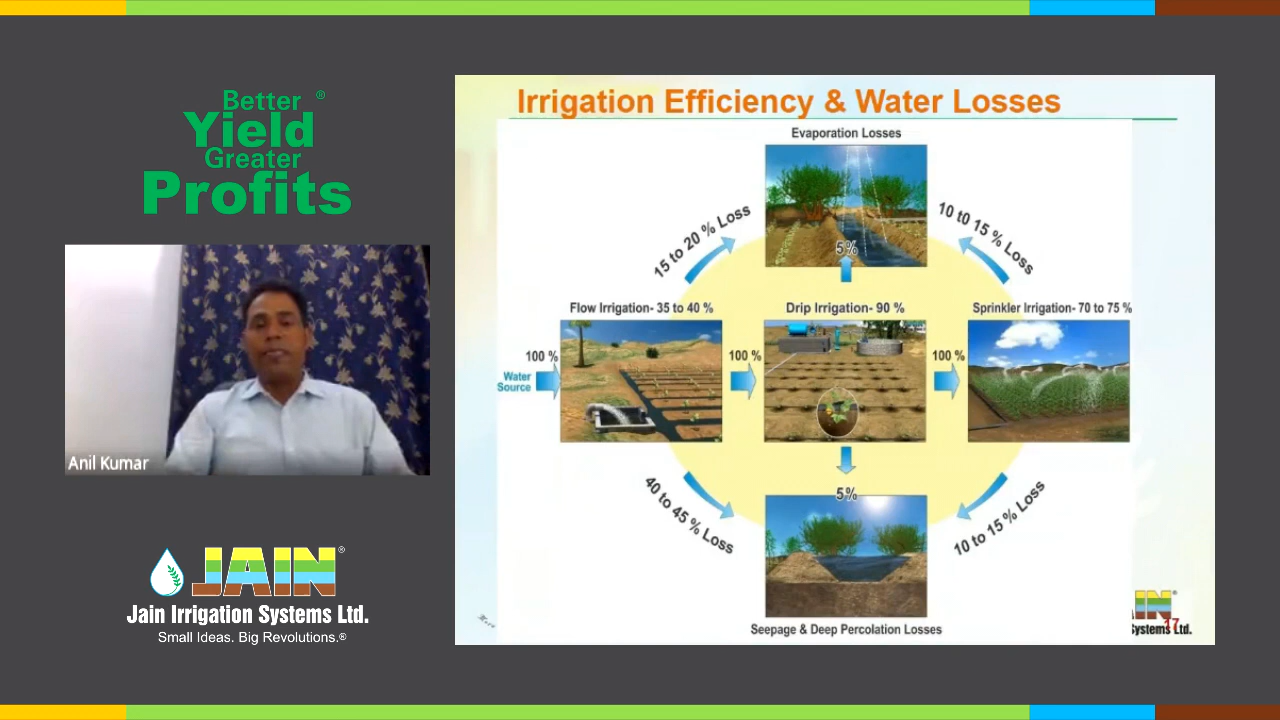 Better ®
Yield
Greater
Profits
Anil Kumar
JAIN®
Jain Irrigation Systems Ltd.
Small Ideas. Big Revolutions.®
Irrigation Efficiency & Water Losses
Evaporation Losses
15 to 20 % Loss
10 t0 15 % Loss
5%
Flow Irrigation- 35 to 40 %
Drip Irrigation- 90 %
Sprinkler Irrigation- 70 to 75 %
100 %
Water
Source
100 %
100 %
40 to 45 % Loss
5%
10 to 15 % Loss
Seepage & Deep Percolation Losses
IN®
Systems Ltd.
17